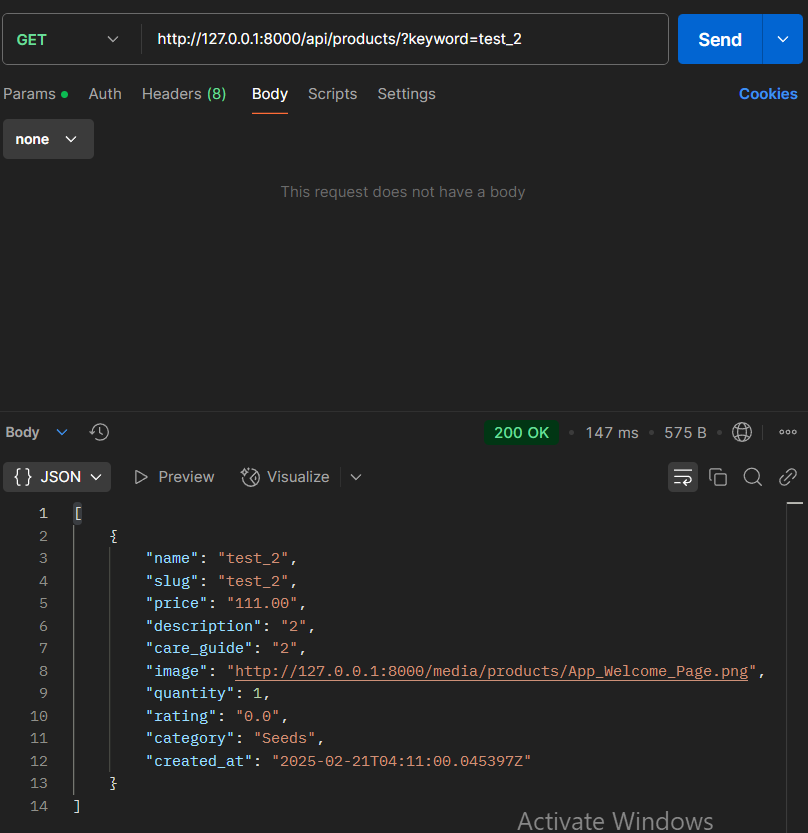 GET http://127.0.0.1:8000/api/products/?keyword=test_2 Send
Params Auth Headers (8) Body Scripts Settings Cookies
none
This request does not have a body
Body 200 OK • 147 ms • 575 B •
{} JSON Preview Visualize
1 [
2 {
3 "name": "test_2",
4 "slug": "test_2",
5 "price": "111.00",
6 "description": "2",
7 "care_guide": "2",
8 "image": "http://127.0.0.1:8000/media/products/App_Welcome_Page.png",
9 "quantity": 1,
10 "rating": "0.0",
11 "category": "Seeds",
12 "created_at": "2025-02-21T04:11:00.045397Z"
13 }
14 ]
Activate Windows